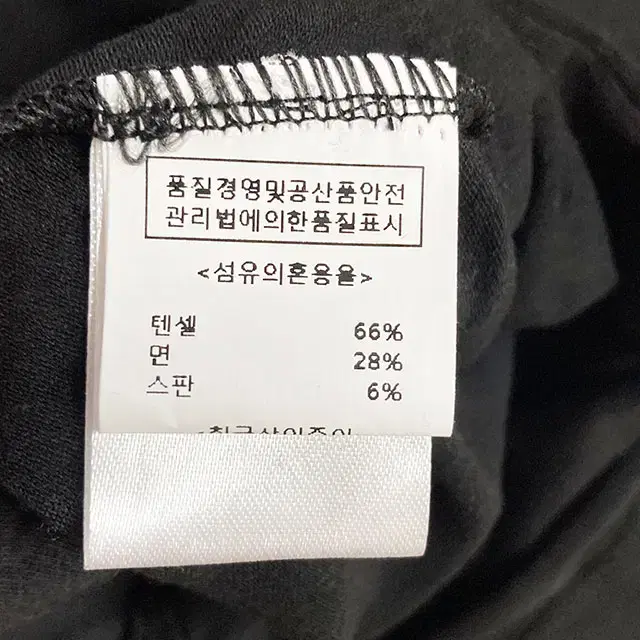 품질경영및공산품안전
관리법에의한품질표시
<섬유의혼용율>
텐셀 66%
면 28%
스판 6%